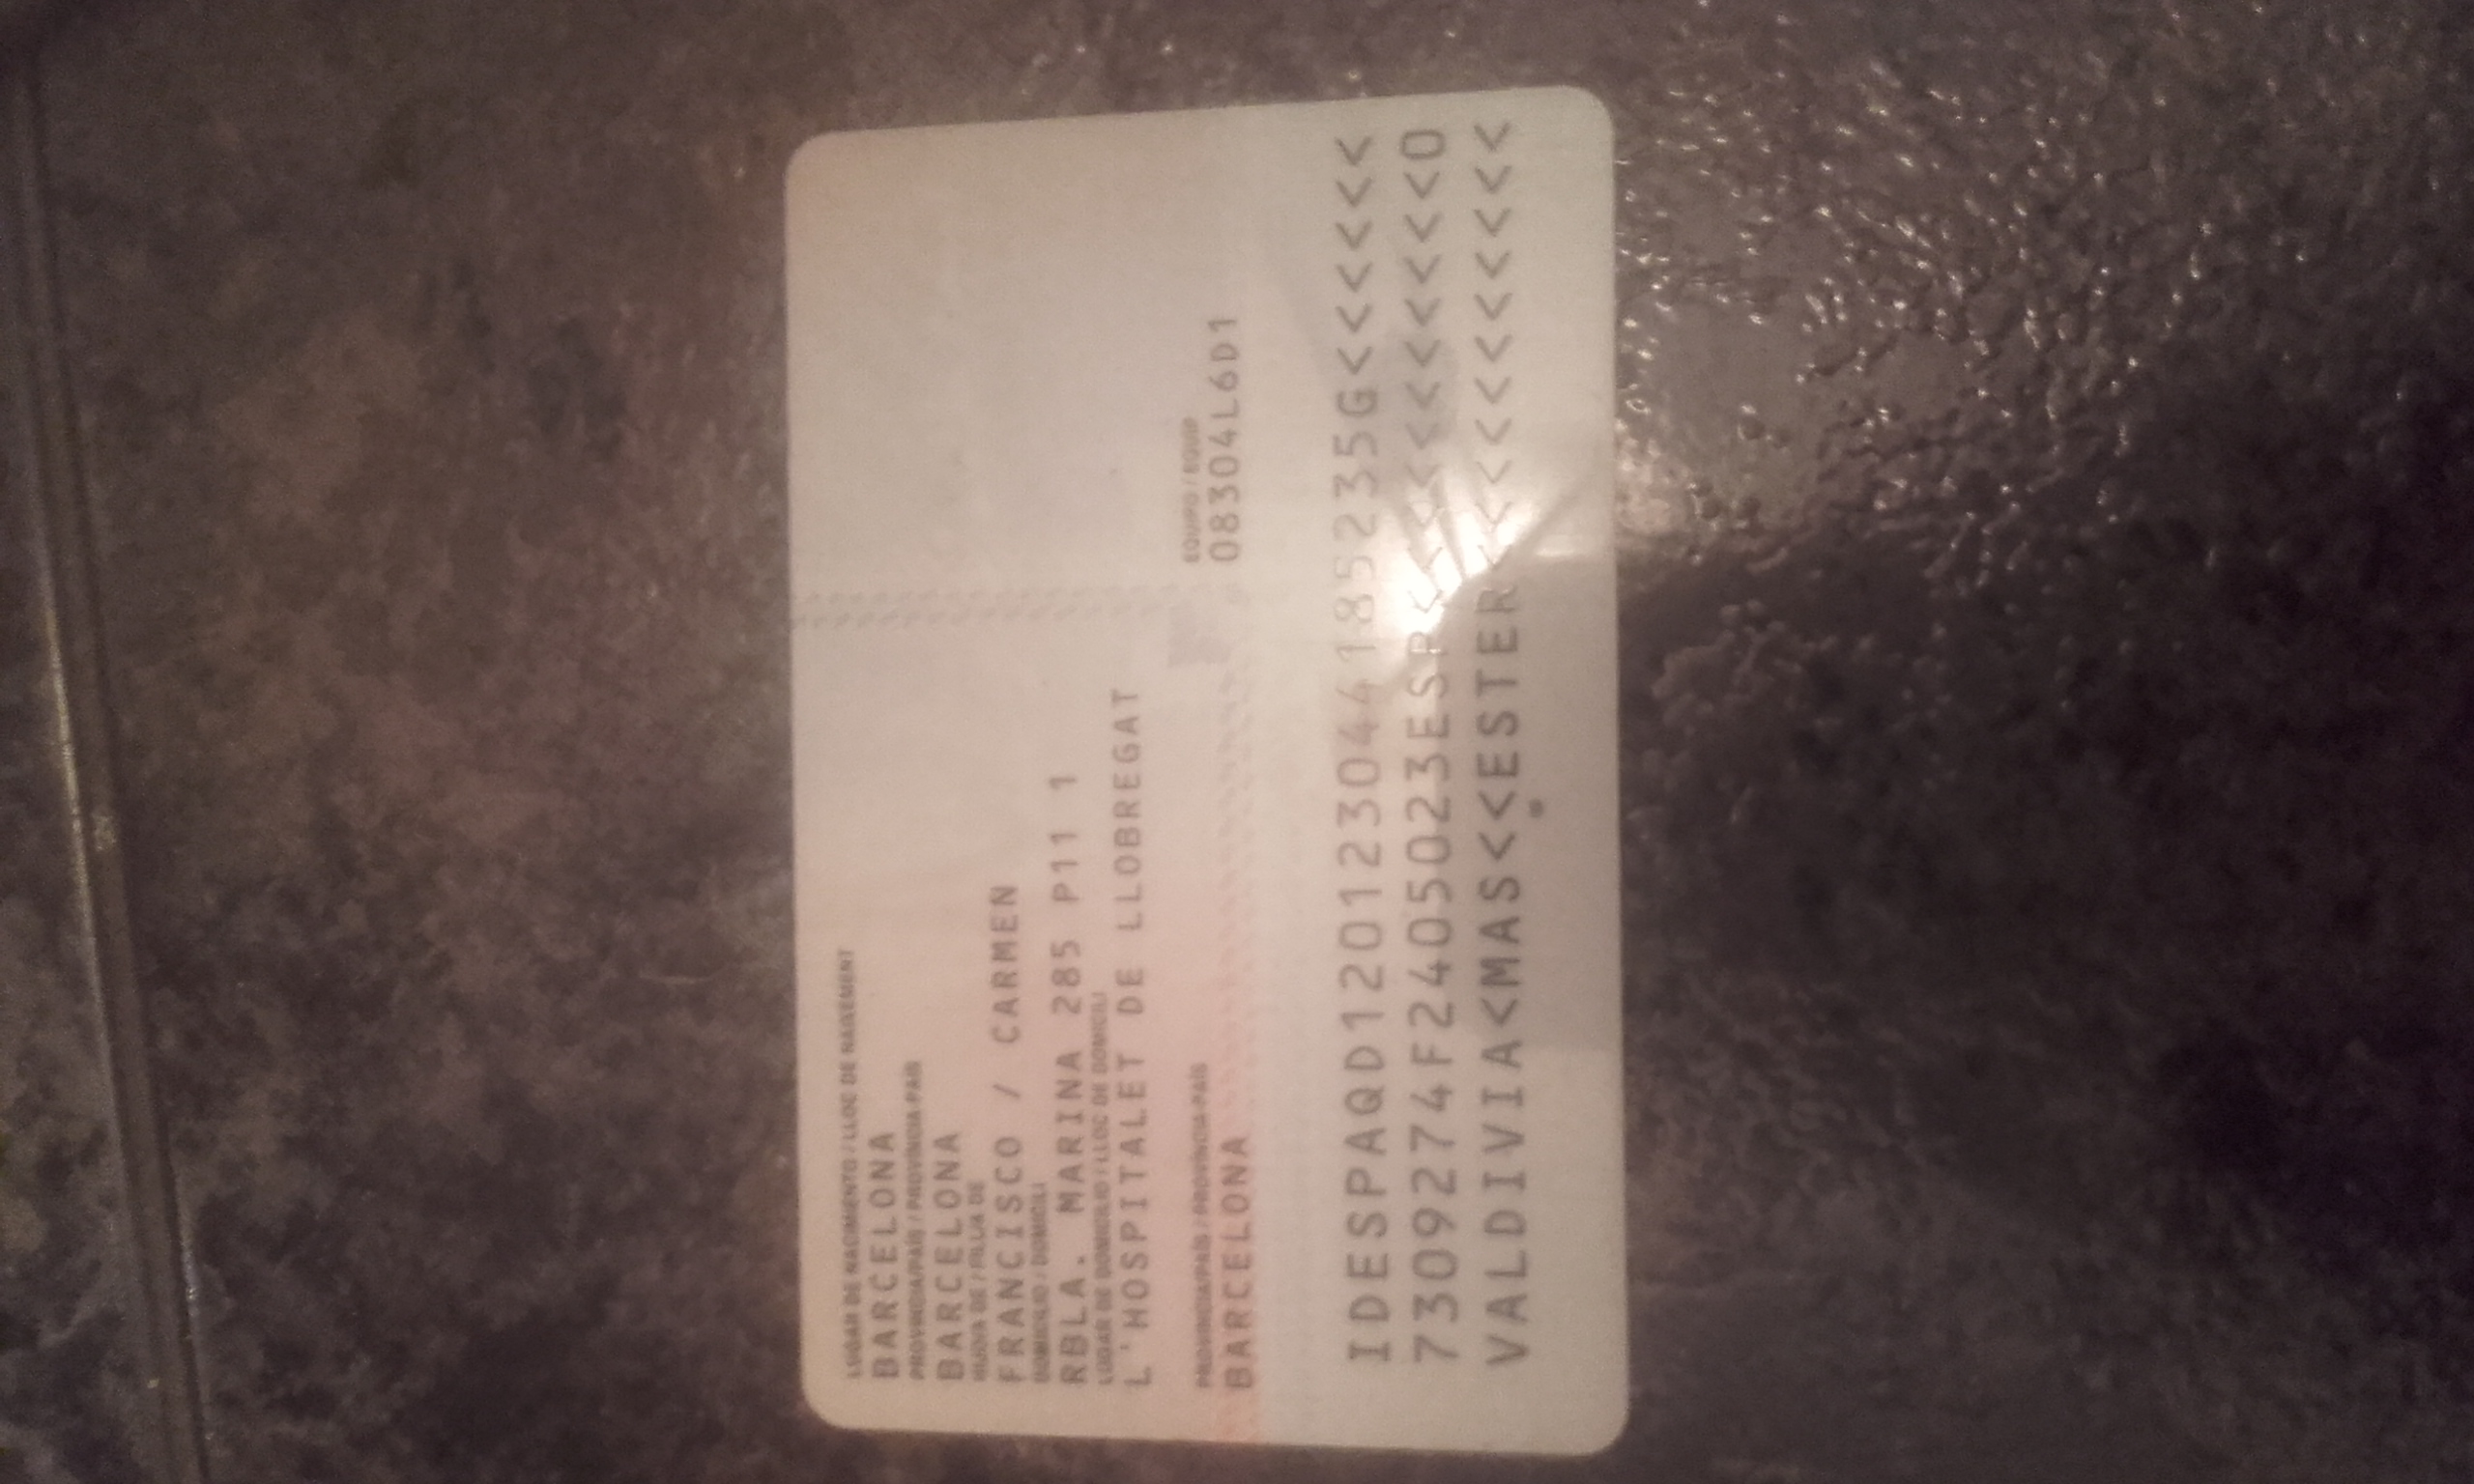 LUGAR DE NACIMIENTO / LLOC DE NAIXEMENT
BARCELONA
PROVINCIA/PAÍS / PROVÍNCIA-PAÍS
BARCELONA
HIJO/A DE / FILL/A DE
FRANCISCO / CARMEN
DOMICILIO / DOMICILI
RBLA. MARINA 285 P11 1
LUGAR DE DOMICILIO / LLOC DE DOMICILI
L'HOSPITALET DE LLOBREGAT
PROVINCIA/PAÍS / PROVÍNCIA-PAÍS
BARCELONA
EQUIPO / EQUIP
08304L6D1
IDESPAQD120123044185235G<<<<<<
7309274F2405023ESP<<<<<<<<<<<0
VALDIVIA<MAS<<ESTER<<<<<<<<<<<